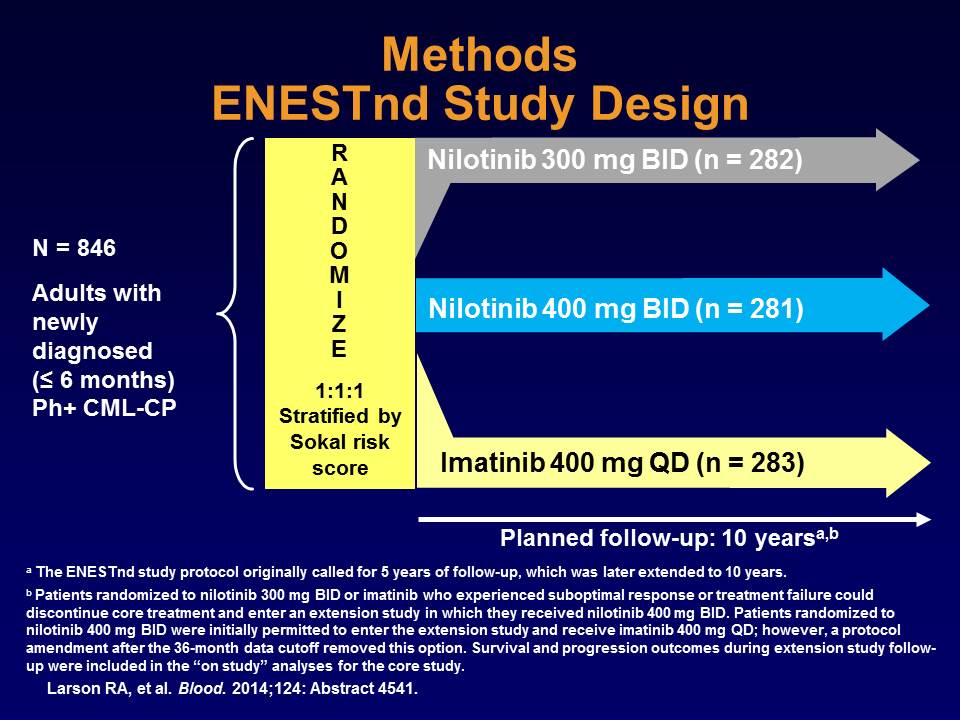 Methods
ENESTnd Study Design
N = 846
Adults with
newly
diagnosed
(≤ 6 months)
Ph+ CML-CP
R
A
N
D
O
M
I
Z
E
1:1:1
Stratified by
Sokal risk
score
Nilotinib 300 mg BID (n = 282)
Nilotinib 400 mg BID (n = 281)
Imatinib 400 mg QD (n = 283)
Planned follow-up: 10 yearsa,b
a The ENESTnd study protocol originally called for 5 years of follow-up, which was later extended to 10 years.
b Patients randomized to nilotinib 300 mg BID or imatinib who experienced suboptimal response or treatment failure could
discontinue core treatment and enter an extension study in which they received nilotinib 400 mg BID. Patients randomized to
nilotinib 400 mg BID were initially permitted to enter the extension study and receive imatinib 400 mg QD; however, a protocol
amendment after the 36-month data cutoff removed this option. Survival and progression outcomes during extension study follow-
up were included in the “on study” analyses for the core study.
Larson RA, et al. Blood. 2014;124: Abstract 4541.